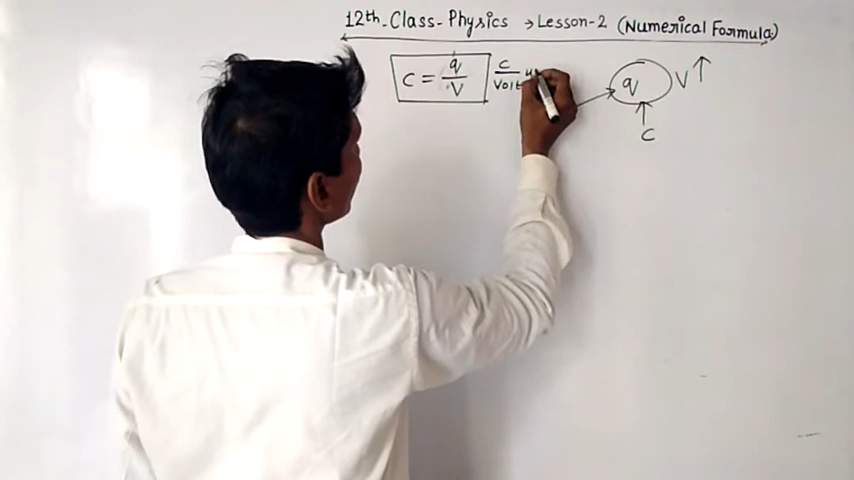 12th-Class-Physics → Lesson-2 (Numerical Formula)
C = q/V C/Volt
q V ↑
C